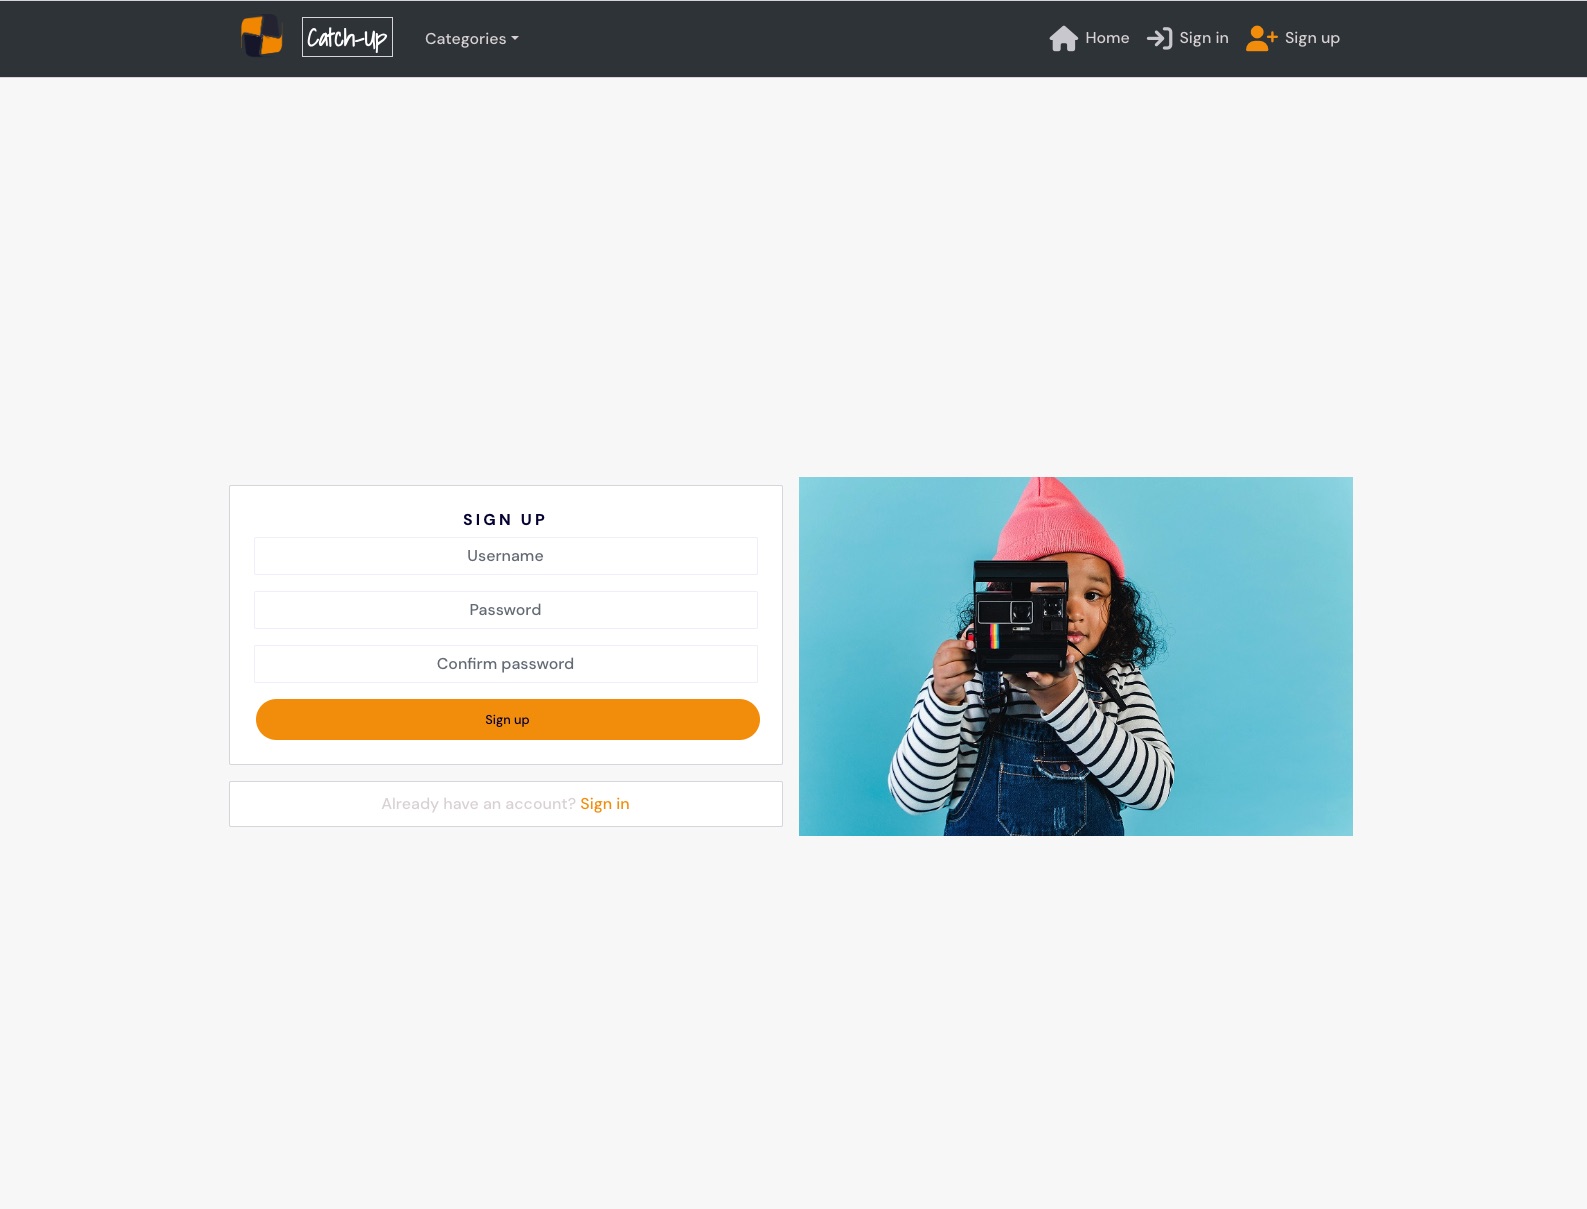 Catch-Up
Categories
Home
Sign in
Sign up
SIGN UP
Username
Password
Confirm password
Sign up
Already have an account? Sign in